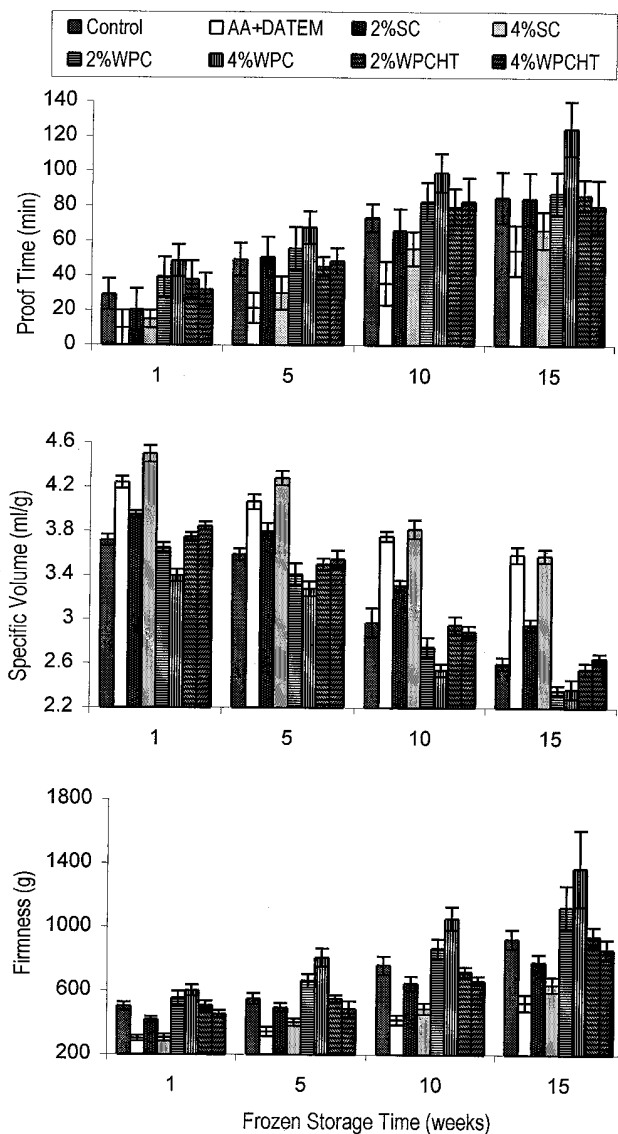 Control AA+DATEM 2%SC 4%SC
2%WPC 4%WPC 2%WPCHT 4%WPCHT
140
120
100
80
60
40
20
0
Proof Time (min)
1 5 10 15
4.6
4.2
3.8
3.4
3
2.6
2.2
Specific Volume (ml/g)
1 5 10 15
1800
1400
1000
600
200
Firmness (g)
1 5 10 15
Frozen Storage Time (weeks)